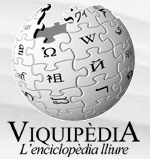 Ω W И
VIQUIPÈDIA
L'enciclopèdia lliure